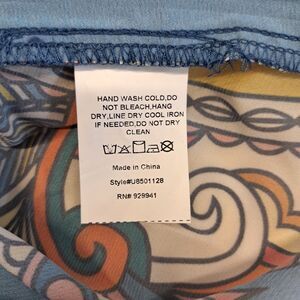 HAND WASH COLD,DO
NOT BLEACH,HANG
DRY,LINE DRY COOL IRON
IF NEEDED,DO NOT DRY
CLEAN
Made in China
Style#U8501128
RN# 929941